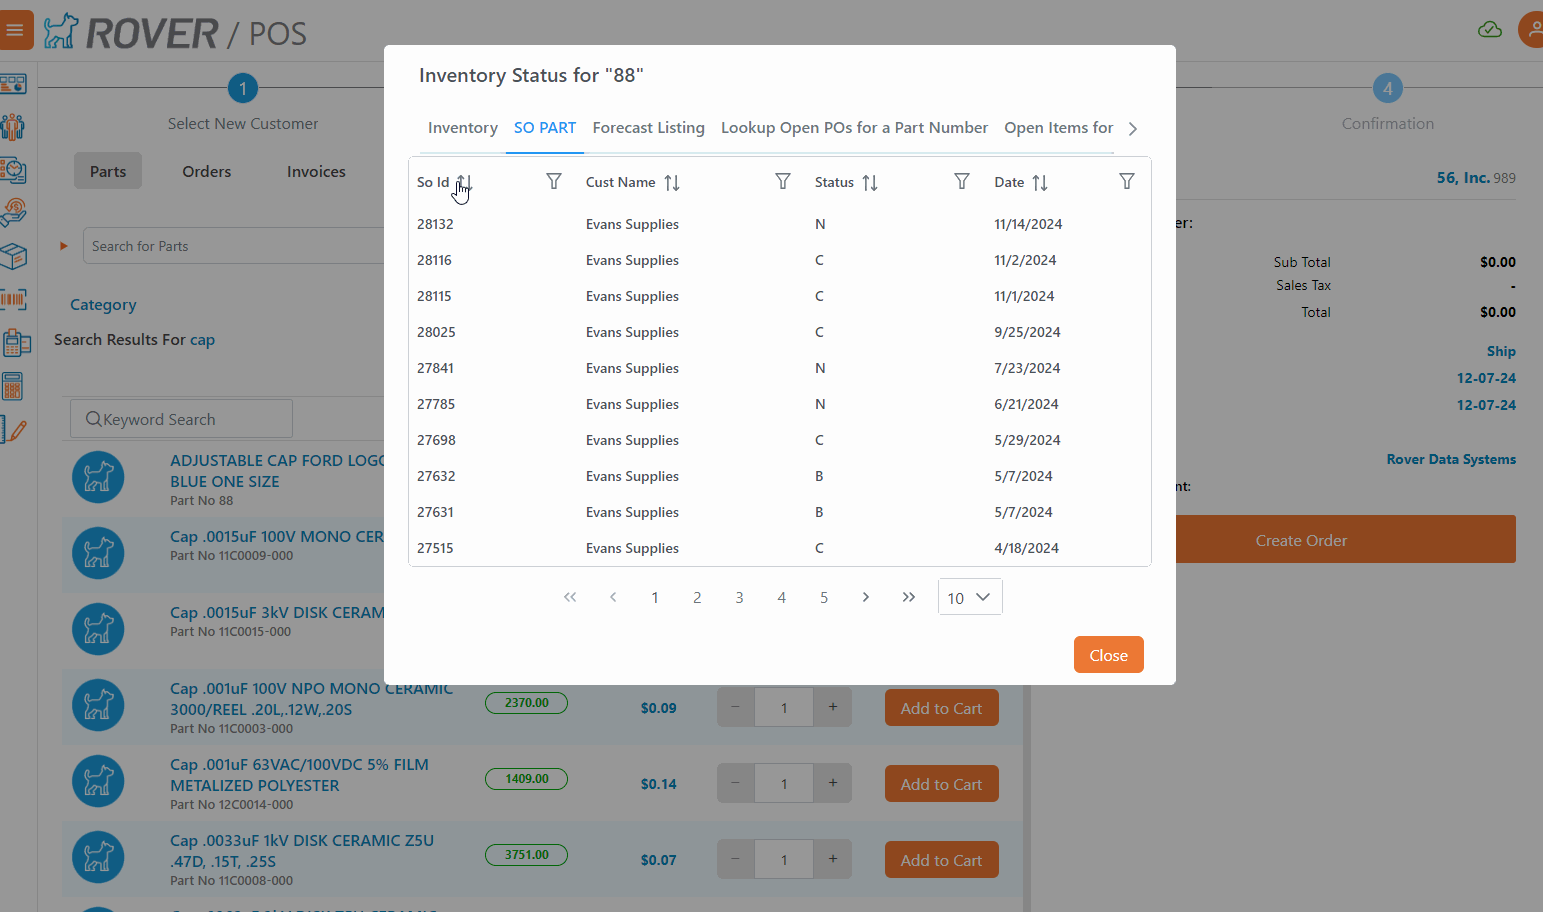 ROVER / POS
1
Select New Customer
4
Confirmation
Parts
Orders
Invoices
Search for Parts
Category
Search Results For cap
Keyword Search
ADJUSTABLE CAP FORD LOGO
BLUE ONE SIZE
Part No 88
Cap .0015uF 100V MONO CER
Part No 11C0009-000
Cap .0015uF 3kV DISK CERAM
Part No 11C0015-000
Cap .001uF 100V NPO MONO CERAMIC
3000/REEL .20L,.12W,.20S
Part No 11C0003-000
2370.00
$0.09
1
Add to Cart
Cap .001uF 63VAC/100VDC 5% FILM
METALIZED POLYESTER
Part No 12C0014-000
1409.00
$0.14
1
Add to Cart
Cap .0033uF 1kV DISK CERAMIC Z5U
.47D, .15T, .25S
Part No 11C0008-000
3751.00
$0.07
1
Add to Cart
Inventory Status for "88"
Inventory SO PART Forecast Listing Lookup Open POs for a Part Number Open Items for
So Id Cust Name Status Date
28132 Evans Supplies N 11/14/2024
28116 Evans Supplies C 11/2/2024
28115 Evans Supplies C 11/1/2024
28025 Evans Supplies C 9/25/2024
27841 Evans Supplies N 7/23/2024
27785 Evans Supplies N 6/21/2024
27698 Evans Supplies C 5/29/2024
27632 Evans Supplies B 5/7/2024
27631 Evans Supplies B 5/7/2024
27515 Evans Supplies C 4/18/2024
1 2 3 4 5 10
Close
56, Inc. 989
er:
Sub Total $0.00
Sales Tax -
Total $0.00
Ship
12-07-24
12-07-24
Rover Data Systems
nt:
Create Order